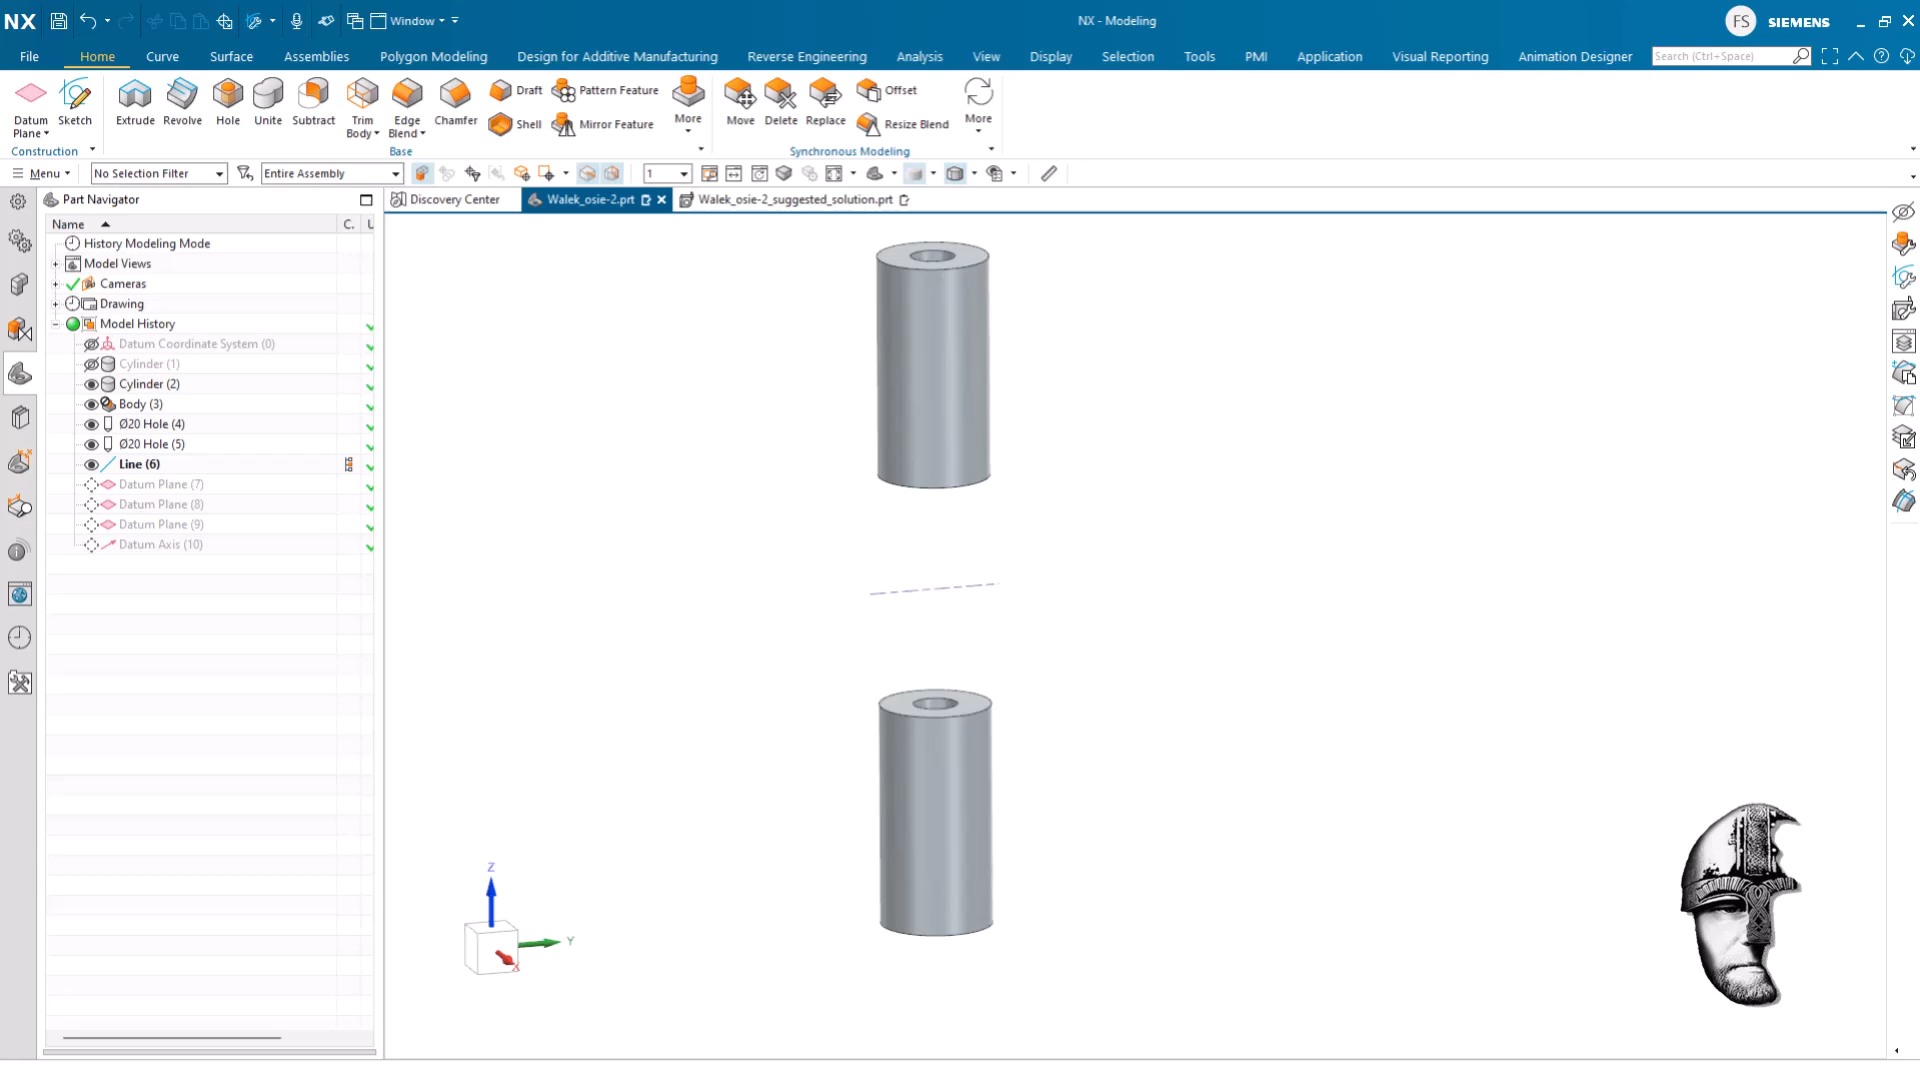 NX
Window
NX - Modeling
FS
SIEMENS
File
Home
Curve
Surface
Assemblies
Polygon Modeling
Design for Additive Manufacturing
Reverse Engineering
Analysis
View
Display
Selection
Tools
PMI
Application
Visual Reporting
Animation Designer
Search (Ctrl+Space)
Datum Plane
Sketch
Extrude
Revolve
Hole
Unite
Subtract
Trim Body
Edge Blend
Chamfer
Draft
Shell
Pattern Feature
Mirror Feature
More
Move
Delete
Replace
Offset
Resize Blend
More
Construction
Base
Synchronous Modeling
Menu
No Selection Filter
Entire Assembly
1
Part Navigator
Discovery Center
Walek_osie-2.prt
Walek_osie-2_suggested_solution.prt
Name
C.
History Modeling Mode
Model Views
Cameras
Drawing
Model History
Datum Coordinate System (0)
Cylinder (1)
Cylinder (2)
Body (3)
Ø20 Hole (4)
Ø20 Hole (5)
Line (6)
Datum Plane (7)
Datum Plane (8)
Datum Plane (9)
Datum Axis (10)
Z
Y
X